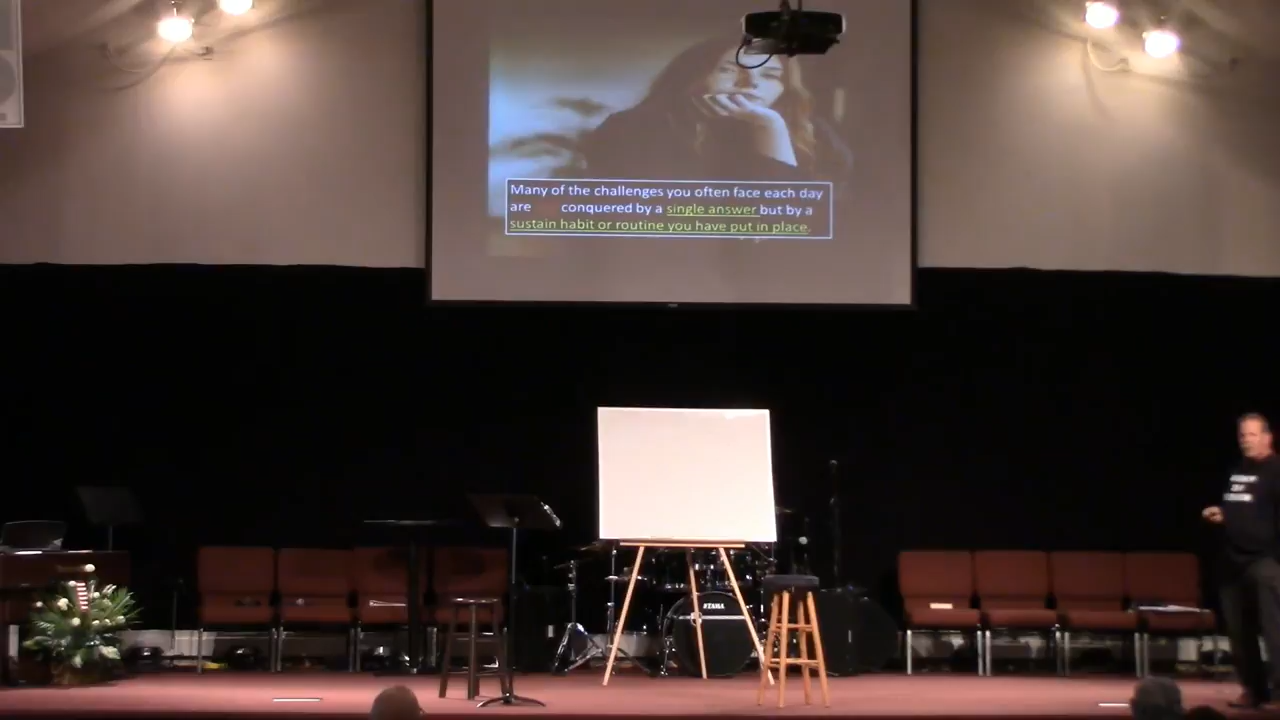 Many of the challenges you often face each day
are conquered by a single answer but by a
sustain habit or routine you have put in place.
TAMA